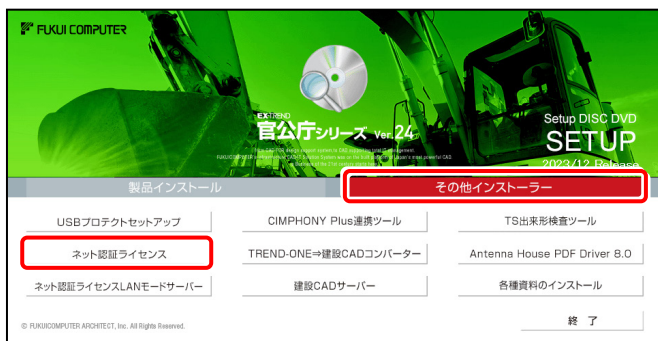 FUKUI COMPUTER
EX-TREND
官公庁シリーズ Ver.24
Setup DISC DVD
SETUP
2023/12 Release
製品インストール
その他インストーラー
USBプロテクトセットアップ
CIMPHONY Plus連携ツール
TS出来形検査ツール
ネット認証ライセンス
TREND-ONE⇒建設CADコンバーター
Antenna House PDF Driver 8.0
ネット認証ライセンスLANモードサーバー
建設CADサーバー
各種資料のインストール
© FUKUICOMPUTER ARCHITECT, Inc. All Rights Reserved.
終 了